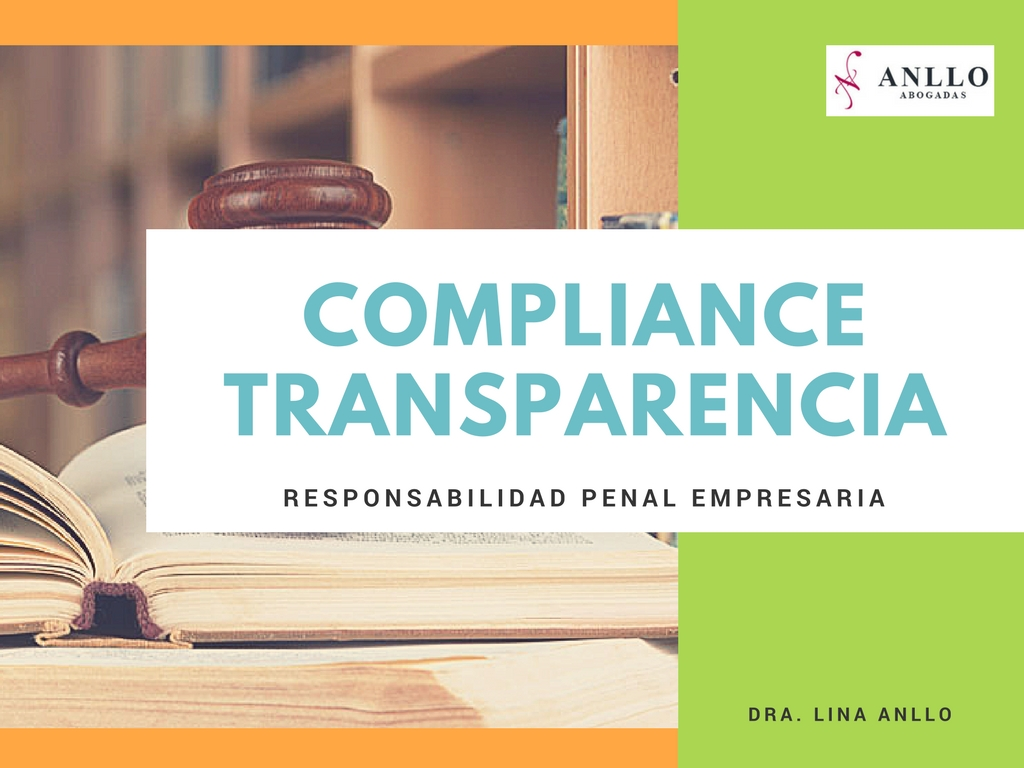 ANLLO
ABOGADAS
COMPLIANCE
TRANSPARENCIA
RESPONSABILIDAD PENAL EMPRESARIA
DRA. LINA ANLLO